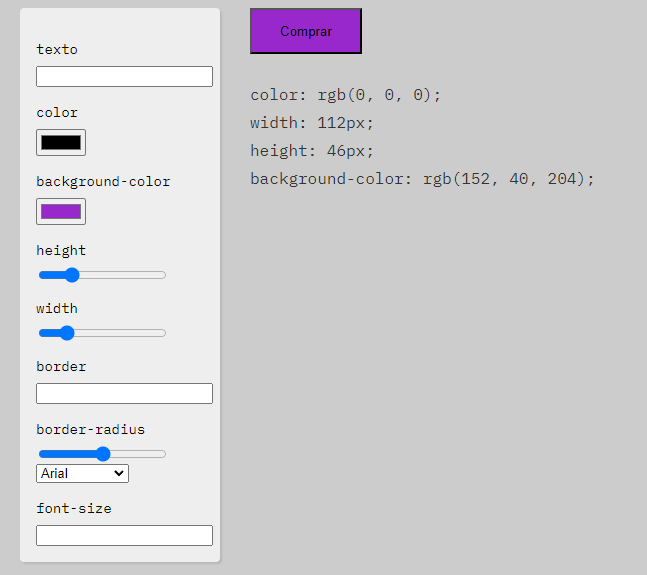 texto
color
background-color
height
width
border
border-radius
Arial
font-size
Comprar
color: rgb(0, 0, 0);
width: 112px;
height: 46px;
background-color: rgb(152, 40, 204);